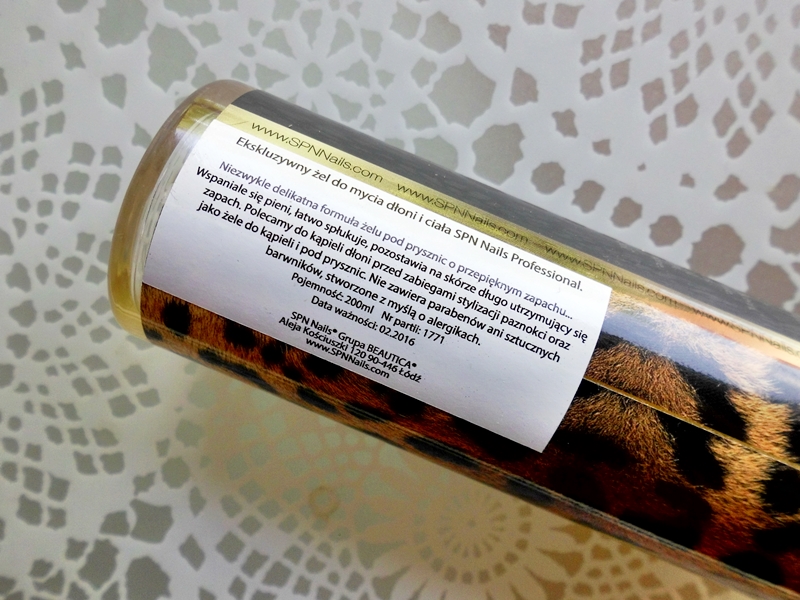 www.SPNNails.com www.SPNNails.com www.SPNNails.com
Ekskluzywny żel do mycia dłoni i ciała SPN Nails Professional.
Niezwykle delikatna formuła żelu pod prysznic o przepięknym zapachu...
Wspaniale się pieni, łatwo spłukuje, pozostawia na skórze długo utrzymujący się
zapach. Polecamy do kąpieli dłoni przed zabiegami stylizacji paznokci oraz
jako żele do kąpieli i pod prysznic. Nie zawiera parabenów ani sztucznych
barwników, stworzone z myślą o alergikach.
Pojemność: 200ml Nr partii: 1771
Data ważności: 02.2016
SPN Nails® Grupa BEAUTICA®
Aleja Kościuszki 120 90-446 Łódź
www.SPNNails.com